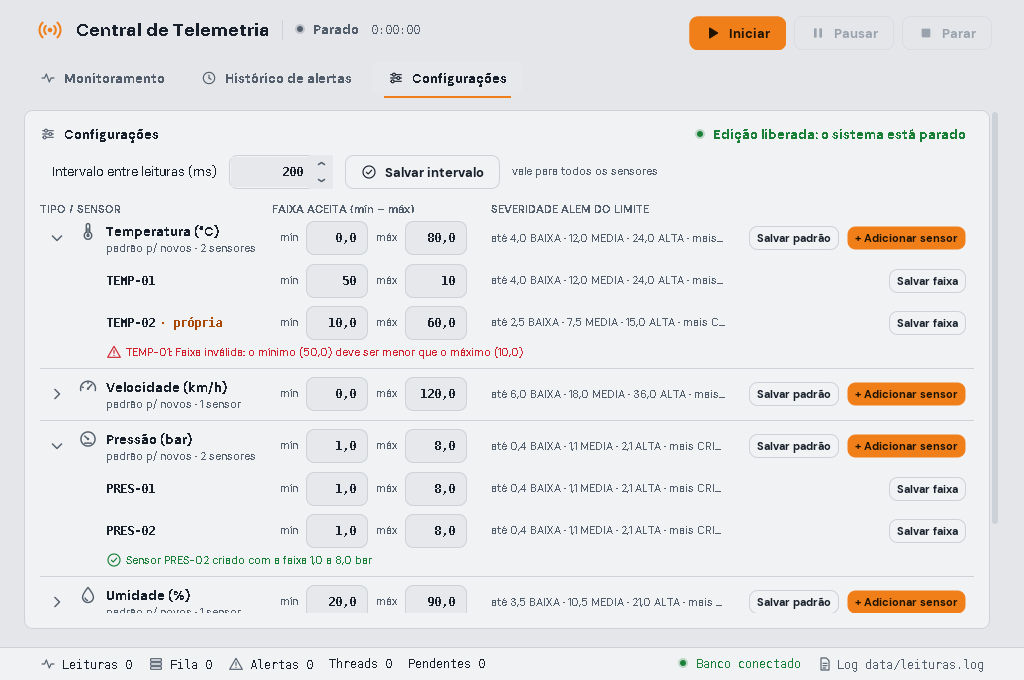 Central de Telemetria
Parado 0:00:00
Iniciar
Pausar
Parar
Monitoramento
Histórico de alertas
Configurações
Configurações
Edição liberada: o sistema está parado
Intervalo entre leituras (ms)
200
Salvar intervalo
vale para todos os sensores
TIPO / SENSOR FAIXA ACEITA (mín – máx) SEVERIDADE ALEM DO LIMITE
Temperatura (°C) mín 0,0 máx 80,0 até 4,0 BAIXA · 12,0 MEDIA · 24,0 ALTA · mais... Salvar padrão + Adicionar sensor
padrão p/ novos · 2 sensores
TEMP-01 mín 50 máx 10 até 4,0 BAIXA · 12,0 MEDIA · 24,0 ALTA · mais... Salvar faixa
TEMP-02 · própria mín 10,0 máx 60,0 até 2,5 BAIXA · 7,5 MEDIA · 15,0 ALTA · mais C... Salvar faixa
TEMP-01: Faixa inválida: o mínimo (50,0) deve ser menor que o máximo (10,0)
Velocidade (km/h) mín 0,0 máx 120,0 até 6,0 BAIXA · 18,0 MEDIA · 36,0 ALTA · mais... Salvar padrão + Adicionar sensor
padrão p/ novos · 1 sensor
Pressão (bar) mín 1,0 máx 8,0 até 0,4 BAIXA · 1,1 MEDIA · 2,1 ALTA · mais CRI... Salvar padrão + Adicionar sensor
padrão p/ novos · 2 sensores
PRES-01 mín 1,0 máx 8,0 até 0,4 BAIXA · 1,1 MEDIA · 2,1 ALTA · mais CRI... Salvar faixa
PRES-02 mín 1,0 máx 8,0 até 0,4 BAIXA · 1,1 MEDIA · 2,1 ALTA · mais CRI... Salvar faixa
Sensor PRES-02 criado com a faixa 1,0 a 8,0 bar
Umidade (%) mín 20,0 máx 90,0 até 3,5 BAIXA · 10,5 MEDIA · 21,0 ALTA · mais ... Salvar padrão + Adicionar sensor
padrão p/ novos · 1 sensor
Leituras 0 Fila 0 Alertas 0 Threads 0 Pendentes 0 Banco conectado Log data/leituras.log